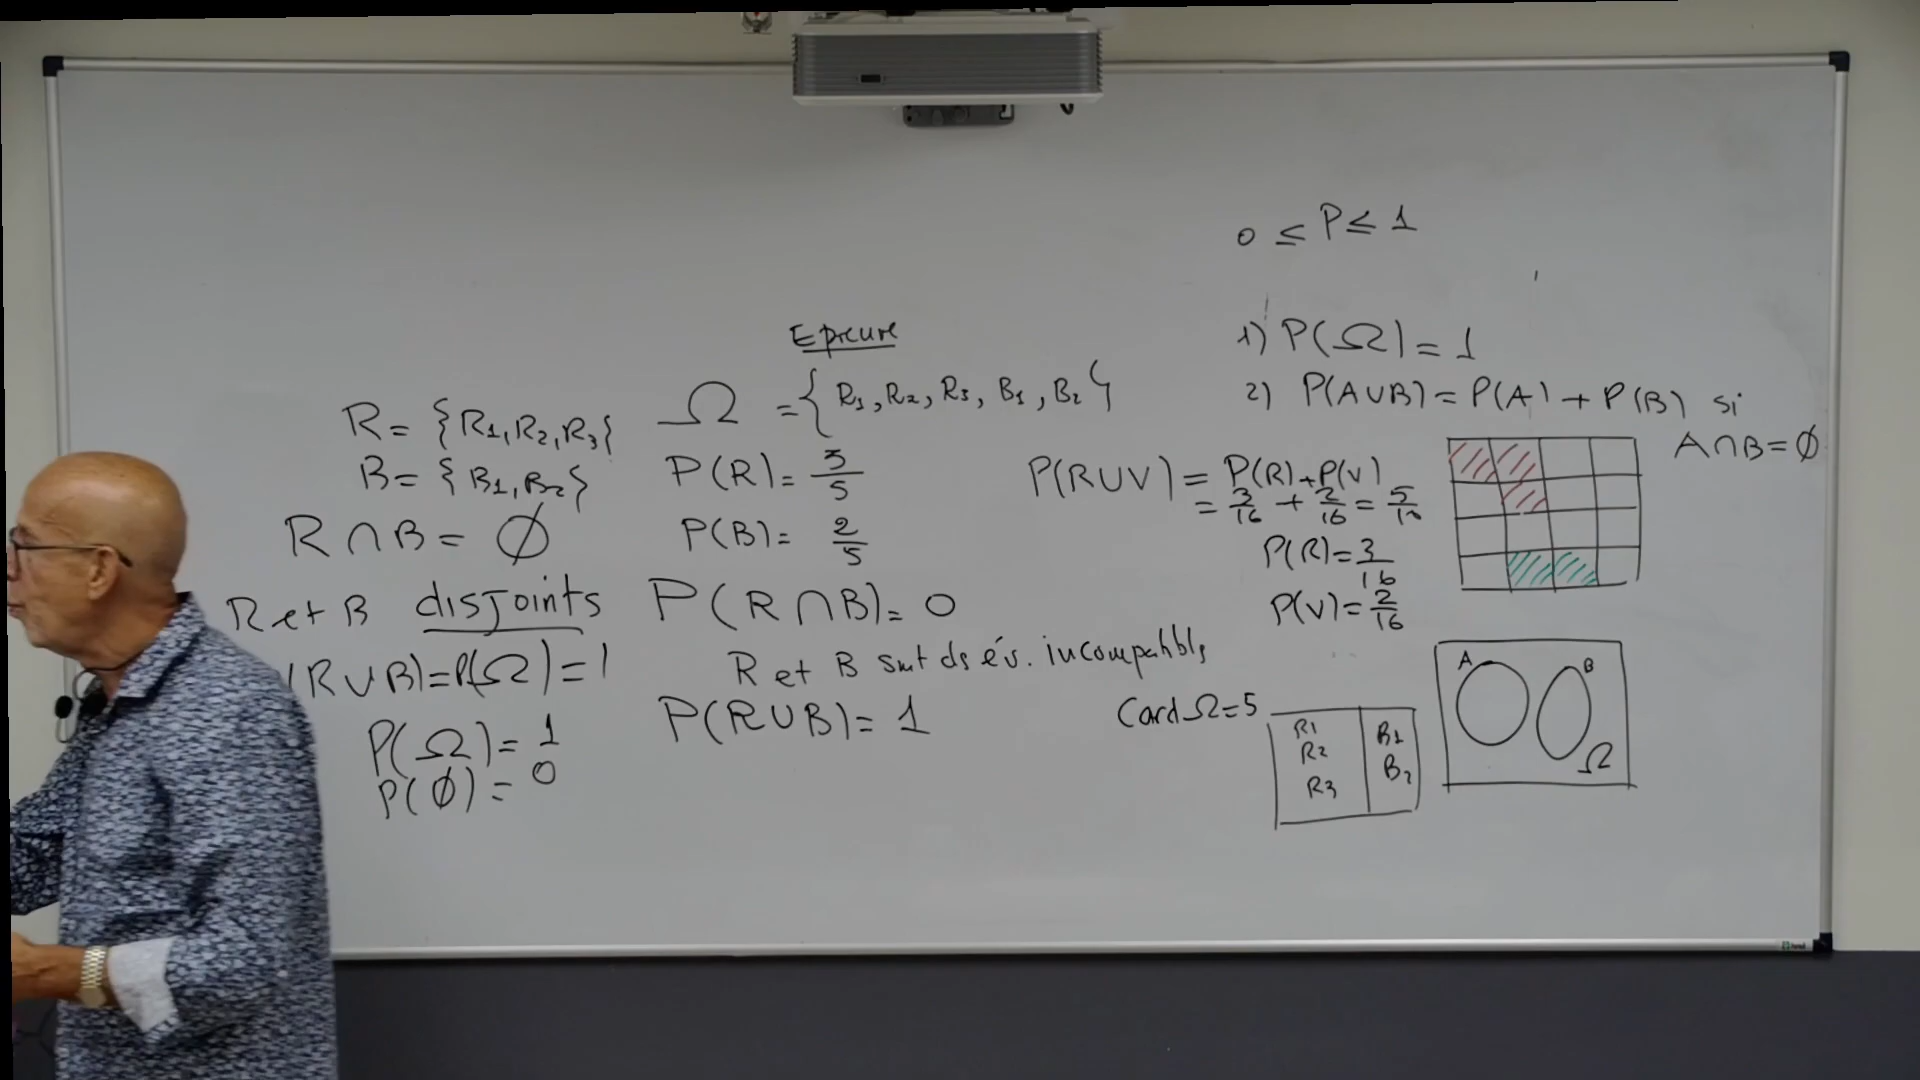 0 ≤ P ≤ 1
Epreuve
1) P(Ω) = 1
Ω = { R1, R2, R3, B1, B2 }
2) P(A∪B) = P(A) + P(B) si
A∩B = ∅
R = { R1, R2, R3 }
B = { B1, B2 }
P(R) = 3/5
P(B) = 2/5
R ∩ B = ∅
P(R∪V) = P(R) + P(V)
= 3/16 + 2/16 = 5/16
P(R) = 3/16
P(V) = 2/16
R et B disjoints
P(R∩B) = 0
R et B sont ds év. incompatibls
(R∪B) = P(Ω) = 1
P(R∪B) = 1
P(Ω) = 1
P(∅) = 0
Card Ω = 5
R1
R2
R3
B1
B2
A
B
Ω